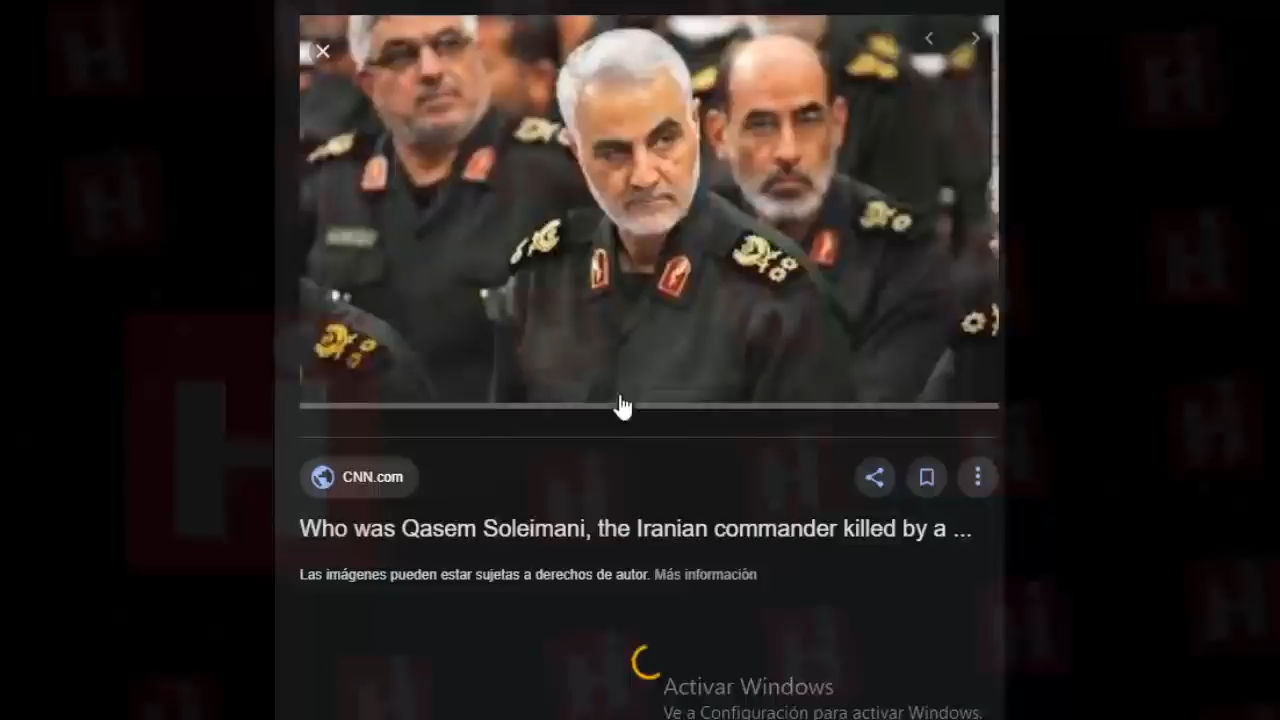 CNN.com
Who was Qasem Soleimani, the Iranian commander killed by a ...
Las imágenes pueden estar sujetas a derechos de autor. Más información
Activar Windows
Ve a Configuración para activar Windows.